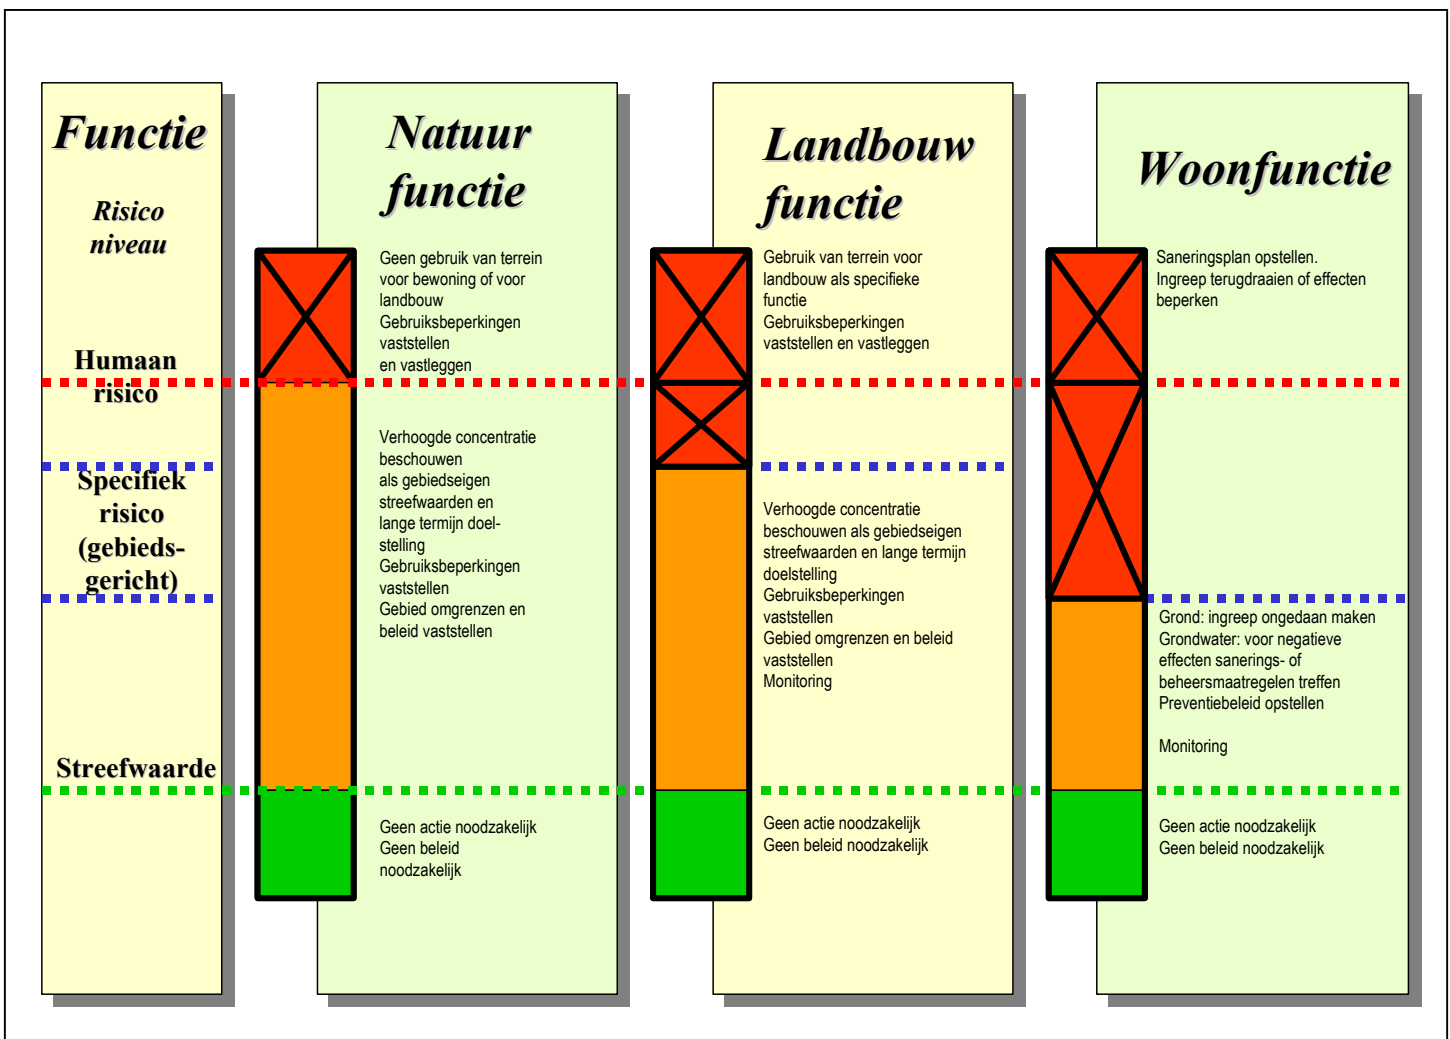 Functie
Risico
niveau
Humaan
risico
Specifiek
risico
(gebieds-
gericht)
Streefwaarde
Natuur
functie
Geen gebruik van terrein
voor bewoning of voor
landbouw
Gebruiksbeperkingen
vaststellen
en vastleggen
Verhoogde concentratie
beschouwen
als gebiedseigen
streefwaarden en
lange termijn doel-
stelling
Gebruiksbeperkingen
vaststellen
Gebied omgrenzen en
beleid vaststellen
Geen actie noodzakelijk
Geen beleid
noodzakelijk
Landbouw
functie
Gebruik van terrein voor
landbouw als specifieke
functie
Gebruiksbeperkingen
vaststellen en vastleggen
Verhoogde concentratie
beschouwen als gebiedseigen
streefwaarden en lange termijn
doelstelling
Gebruiksbeperkingen
vaststellen
Gebied omgrenzen en beleid
vaststellen
Monitoring
Geen actie noodzakelijk
Geen beleid noodzakelijk
Woonfunctie
Saneringsplan opstellen.
Ingreep terugdraaien of effecten
beperken
Grond: ingreep ongedaan maken
Grondwater: voor negatieve
effecten sanerings- of
beheersmaatregelen treffen
Preventiebeleid opstellen
Monitoring
Geen actie noodzakelijk
Geen beleid noodzakelijk